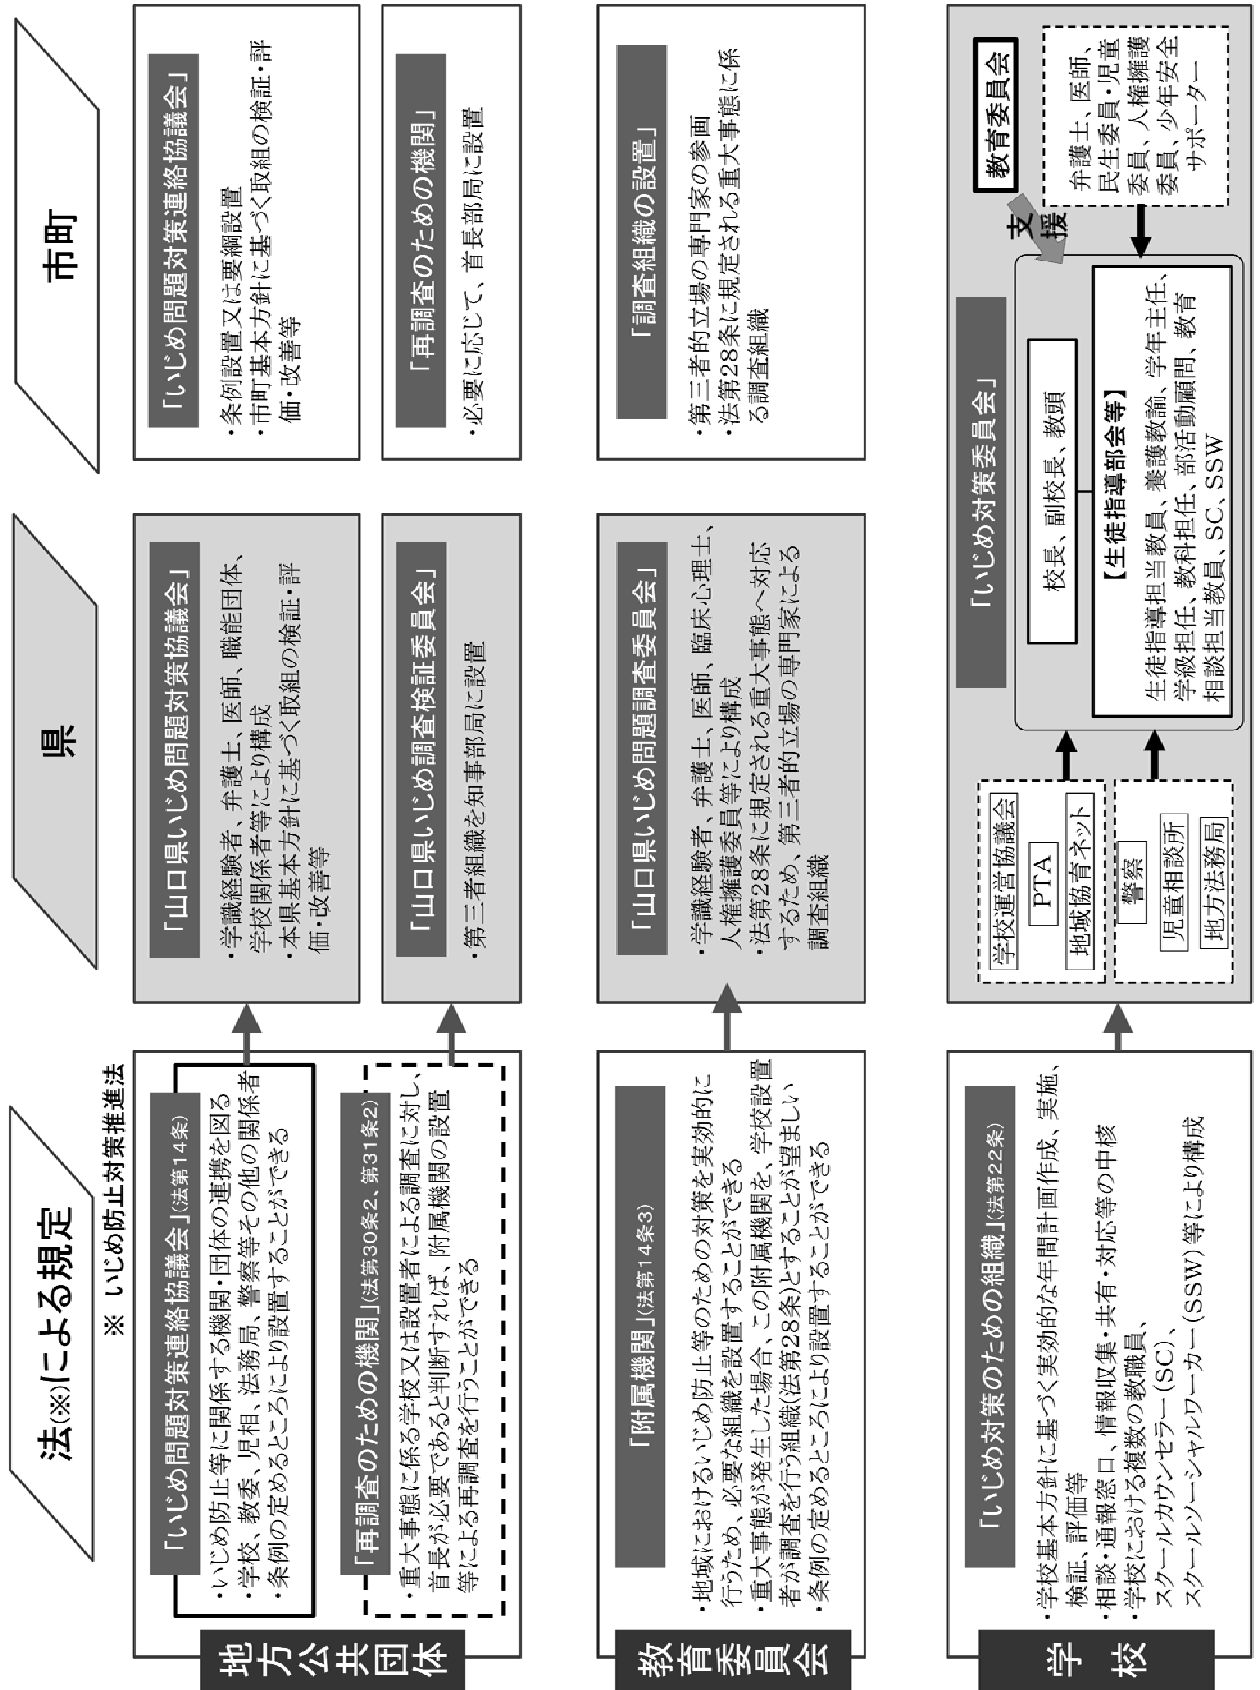 法(※)による規定
県
市町
※ いじめ防止対策推進法
地方公共団体
「いじめ問題対策連絡協議会」(法第14条)
・いじめ防止等に関係する機関・団体の連携を図る
・学校、教委、児相、法務局、警察等その他の関係者
・条例の定めるところにより設置することができる
「再調査のための機関」(法第30条2、第31条2)
・重大事態に係る学校又は設置者による調査に対し、
首長が必要であると判断すれば、附属機関の設置
等による再調査を行うことができる
「山口県いじめ問題対策協議会」
・学識経験者、弁護士、医師、職能団体、
学校関係者等により構成
・本県基本方針に基づく取組の検証・評
価・改善等
「山口県いじめ調査検証委員会」
・第三者組織を知事部局に設置
「いじめ問題対策連絡協議会」
・条例設置又は要綱設置
・市町基本方針に基づく取組の検証・評
価・改善等
「再調査のための機関」
・必要に応じて、首長部局に設置
教育委員会
「附属機関」(法第14条3)
・地域におけるいじめ防止等のための対策を実効的に
行うため、必要な組織を設置することができる
・重大事態が発生した場合、この附属機関を、学校設置
者が調査を行う組織(法第28条)とすることが望ましい
・条例の定めるところにより設置することができる
「山口県いじめ問題調査委員会」
・学識経験者、弁護士、医師、臨床心理士、
人権擁護委員等により構成
・法第28条に規定される重大事態へ対応
するため、第三者的立場の専門家による
調査組織
「調査組織の設置」
・第三者的立場の専門家の参画
・法第28条に規定される重大事態に係
る調査組織
学校
「いじめ対策のための組織」(法第22条)
・学校基本方針に基づく実効的な年間計画作成、実施、
検証、評価等
・相談・通報窓口、情報収集・共有・対応等の中核
・学校における複数の教職員、
スクールカウンセラー(SC)、
スクールソーシャルワーカー(SSW)等により構成
「いじめ対策委員会」
学校運営協議会
PTA
地域協育ネット
警察
児童相談所
地方法務局
校長、副校長、教頭
【生徒指導部会等】
生徒指導担当教員、養護教諭、学年主任、
学級担任、教科担任、部活動顧問、教育
相談担当教員、SC、SSW
教育委員会
支援
弁護士、医師、
民生委員・児童
委員、人権擁護
委員、少年安全
サポーター